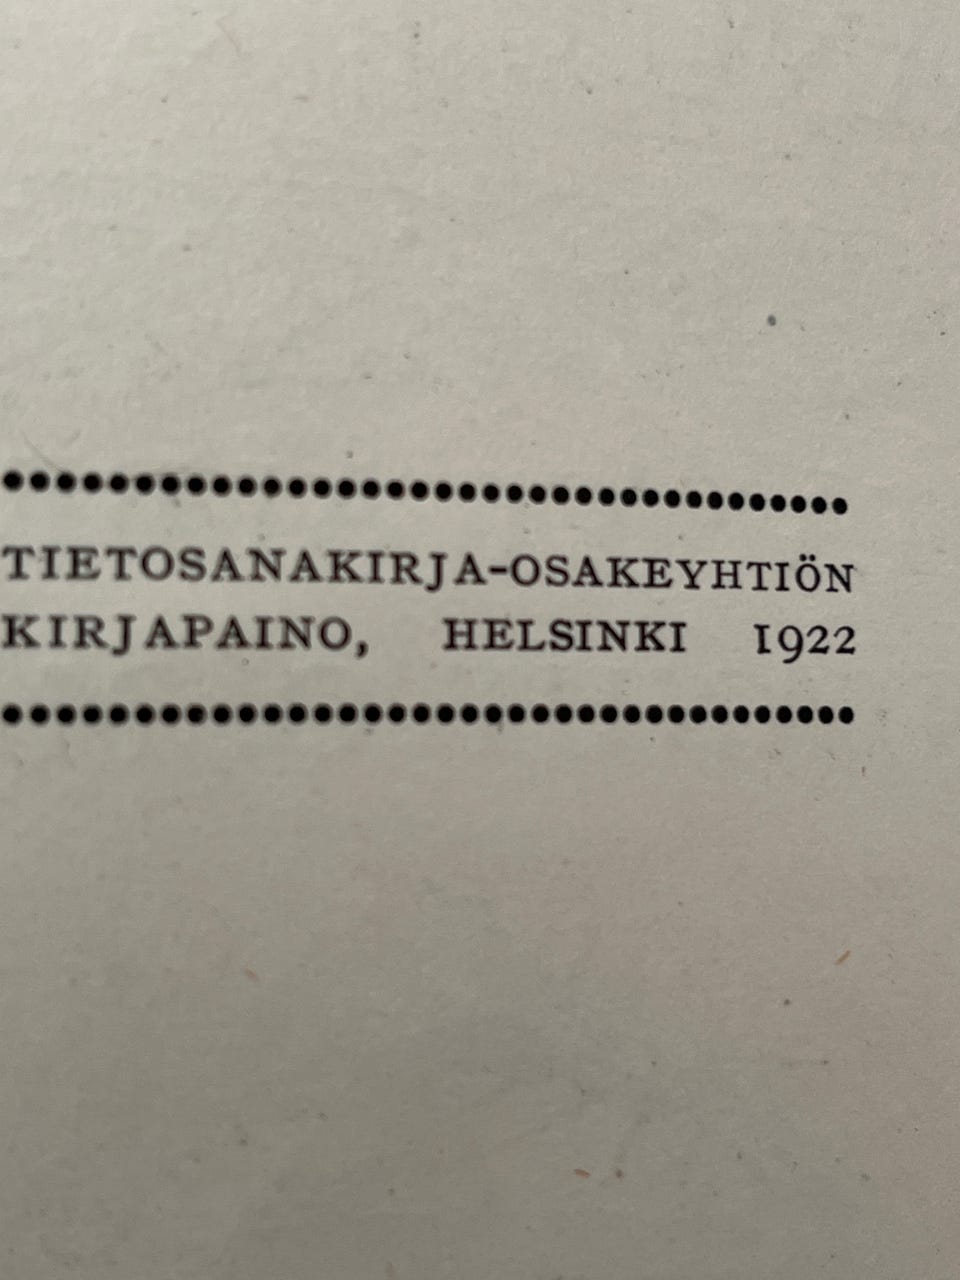 TIETOSANAKIRJA-OSAKEYHTIÖN
KIRJAPAINO, HELSINKI 1922